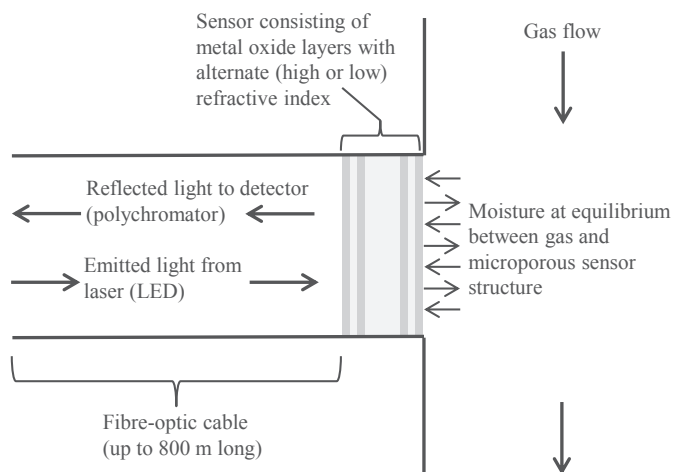 Sensor consisting of
metal oxide layers with
alternate (high or low)
refractive index
Gas flow
Reflected light to detector
(polychromator)
Emitted light from
laser (LED)
Moisture at equilibrium
between gas and
microporous sensor
structure
Fibre-optic cable
(up to 800 m long)